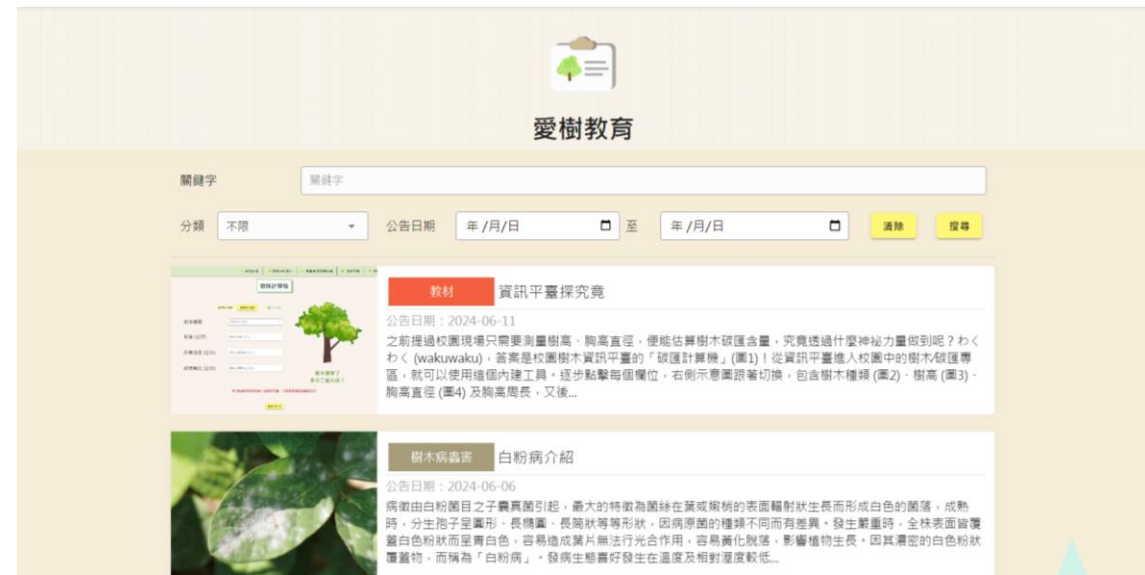 愛樹教育
關鍵字 關鍵字
分類 不限 公告日期 年/月/日 至 年/月/日 清除 搜尋
碳匯計算機
教材 資訊平臺探究竟
公告日期：2024-06-11
之前提過校園現場只需要測量樹高、胸高直徑，便能估算樹木碳匯含量，究竟透過什麼神祕力量做到呢？わく
わく (wakuwaku)，答案是校園樹木資訊平臺的「碳匯計算機」(圖1)！從資訊平臺進入校園中的樹木/碳匯專
區，就可以使用這個內建工具。逐步點擊每個欄位，右側示意圖跟著切換，包含樹木種類 (圖2)、樹高 (圖3)、
胸高直徑 (圖4) 及胸高周長，又後...
樹木病蟲害 白粉病介紹
公告日期：2024-06-06
病徵由白粉菌目之子囊真菌引起，最大的特徵為菌絲在葉或嫩梢的表面輻射狀生長而形成白色的菌落，成熟
時，分生孢子呈圓形、長橢圓、長筒狀等等形狀，因病原菌的種類不同而有差異。發生嚴重時，全株表面皆覆
蓋白色粉狀而呈青白色，容易造成葉片無法行光合作用，容易黃化脫落，影響植物生長。因其濃密的白色粉狀
覆蓋物，而稱為「白粉病」。發病生態喜好發生在溫度及相對溼度較低...